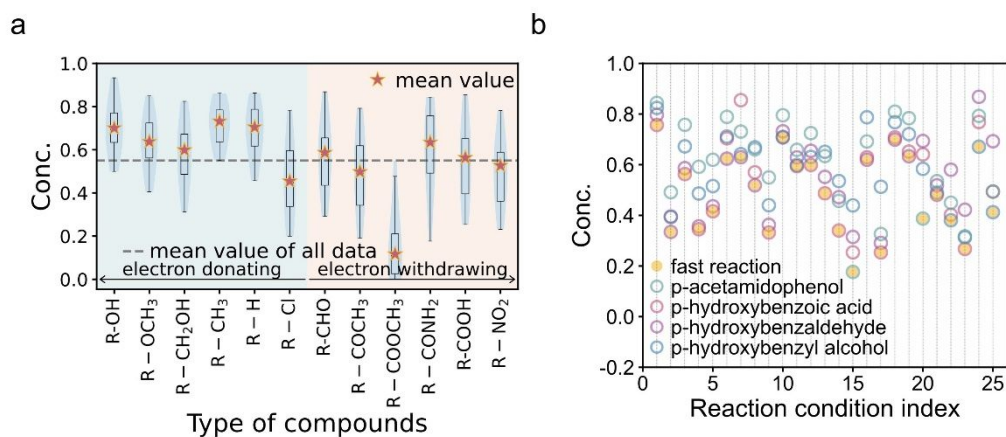 a
b
Conc.
1.0
0.8
0.6
0.4
0.2
0.0
mean value
mean value of all data
electron donating
electron withdrawing
R-OH
R − OCH₃
R − CH₂OH
R − CH₃
R − H
R − Cl
R-CHO
R − COCH₃
R − COOCH₃
R − CONH₂
R-COOH
R − NO₂
Type of compounds
Conc.
1.0
0.8
0.6
0.4
0.2
0.0
-0.2
fast reaction
p-acetamidophenol
p-hydroxybenzoic acid
p-hydroxybenzaldehyde
p-hydroxybenzyl alcohol
0 5 10 15 20 25
Reaction condition index